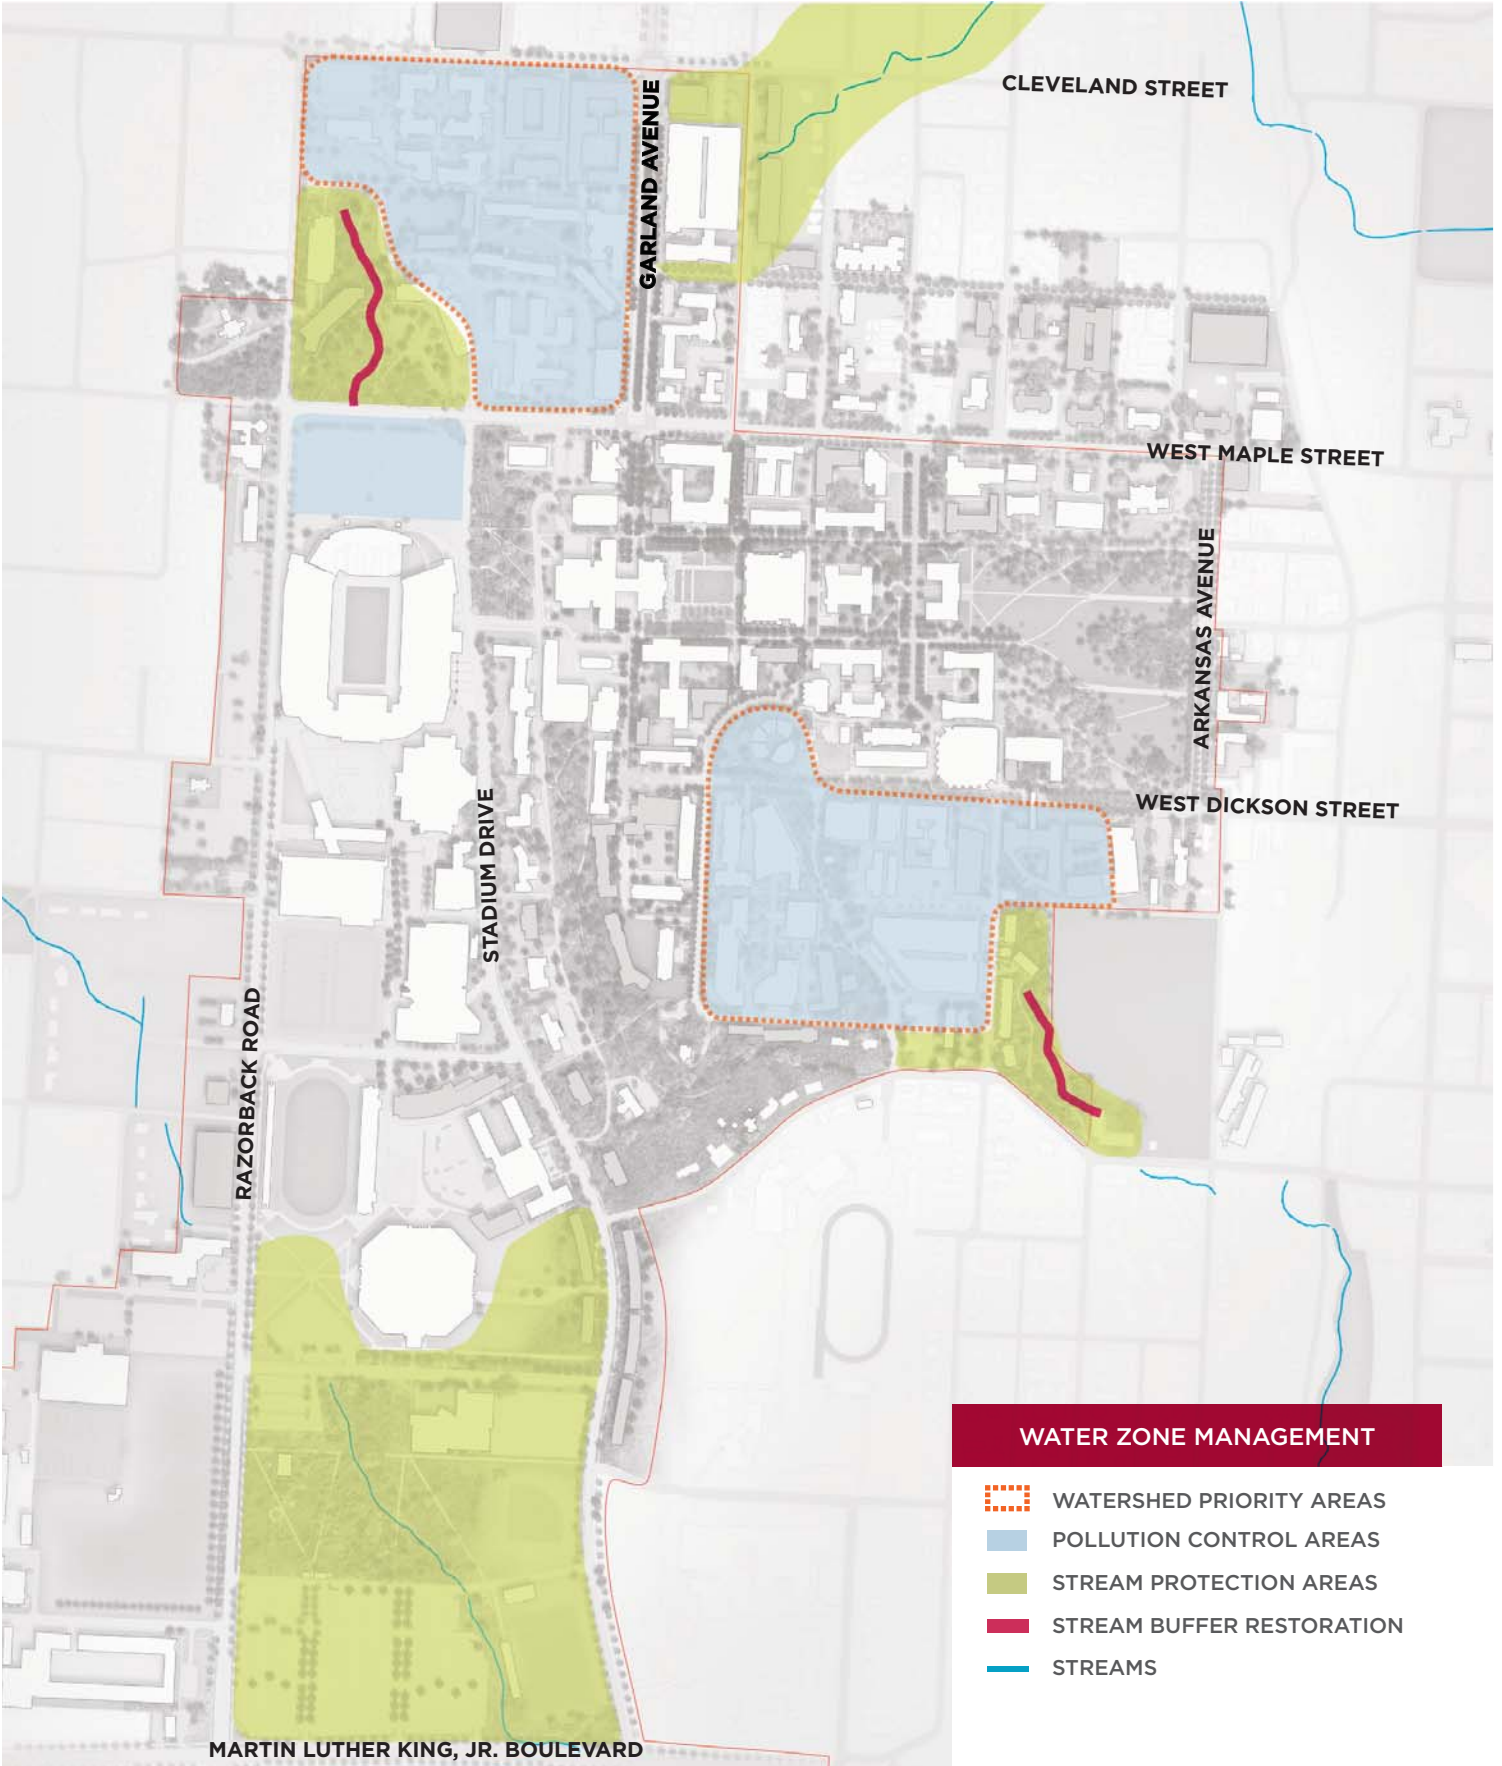 CLEVELAND STREET
GARLAND AVENUE
WEST MAPLE STREET
ARKANSAS AVENUE
WEST DICKSON STREET
STADIUM DRIVE
RAZORBACK ROAD
MARTIN LUTHER KING, JR. BOULEVARD
WATER ZONE MANAGEMENT
WATERSHED PRIORITY AREAS
POLLUTION CONTROL AREAS
STREAM PROTECTION AREAS
STREAM BUFFER RESTORATION
STREAMS